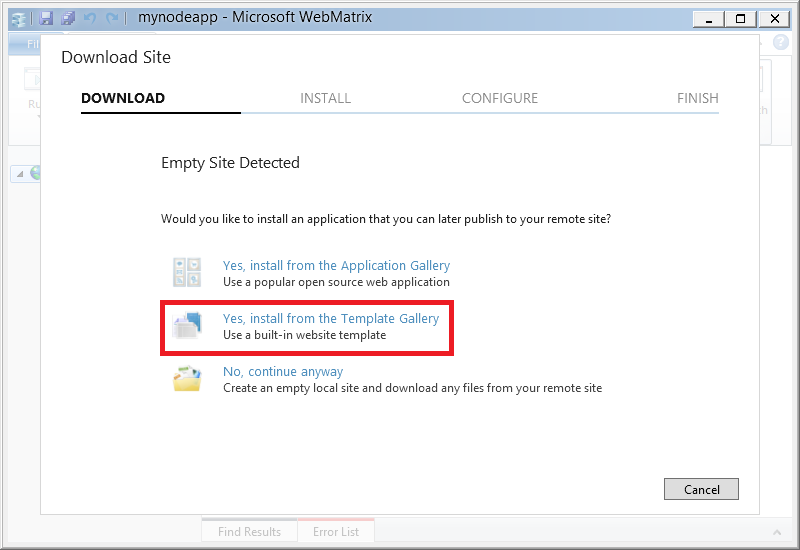 mynodeapp - Microsoft WebMatrix
Download Site
DOWNLOAD INSTALL CONFIGURE FINISH
Empty Site Detected
Would you like to install an application that you can later publish to your remote site?
Yes, install from the Application Gallery
Use a popular open source web application
Yes, install from the Template Gallery
Use a built-in website template
No, continue anyway
Create an empty local site and download any files from your remote site
Cancel
Find Results Error List